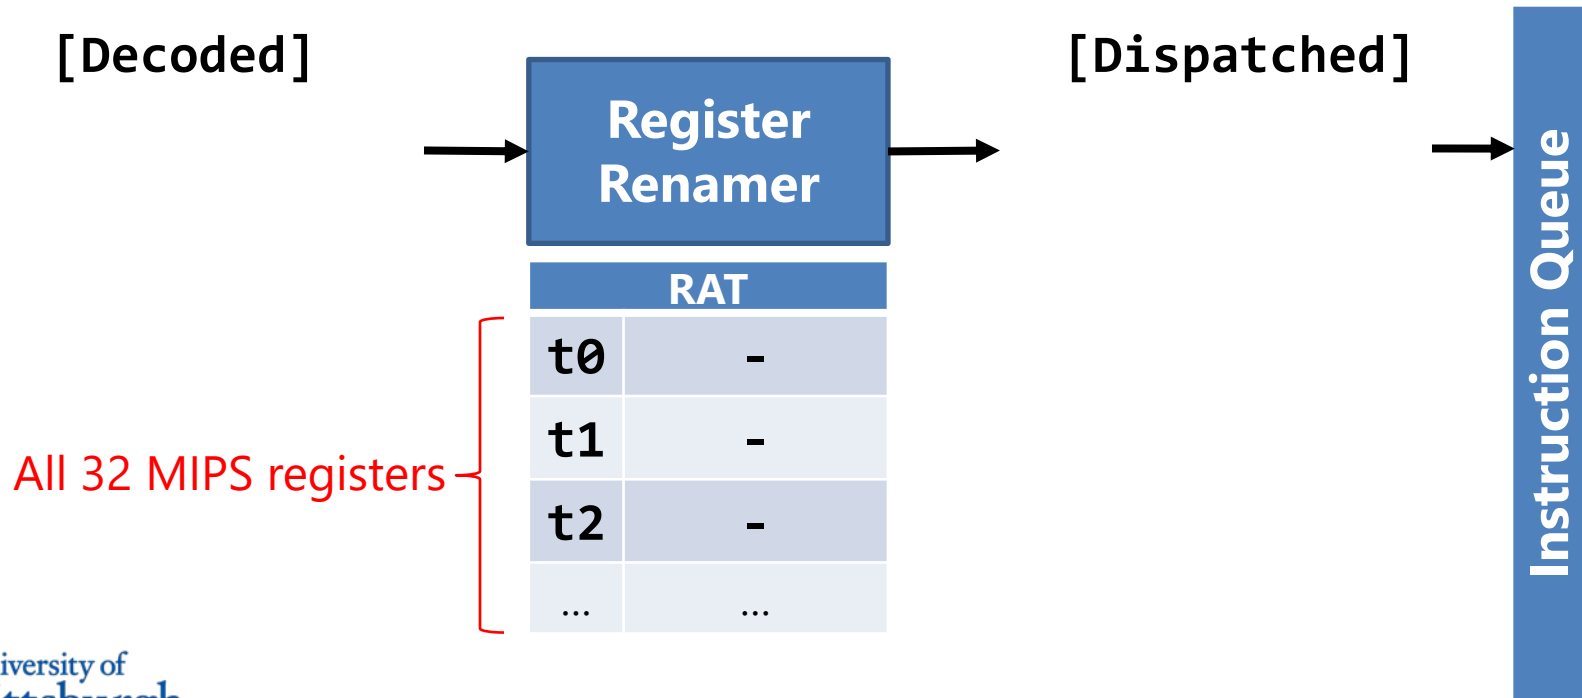 [Decoded]
[Dispatched]
Register
Renamer
RAT
t0 -
t1 -
t2 -
... ...
All 32 MIPS registers
Instruction Queue
iversity of